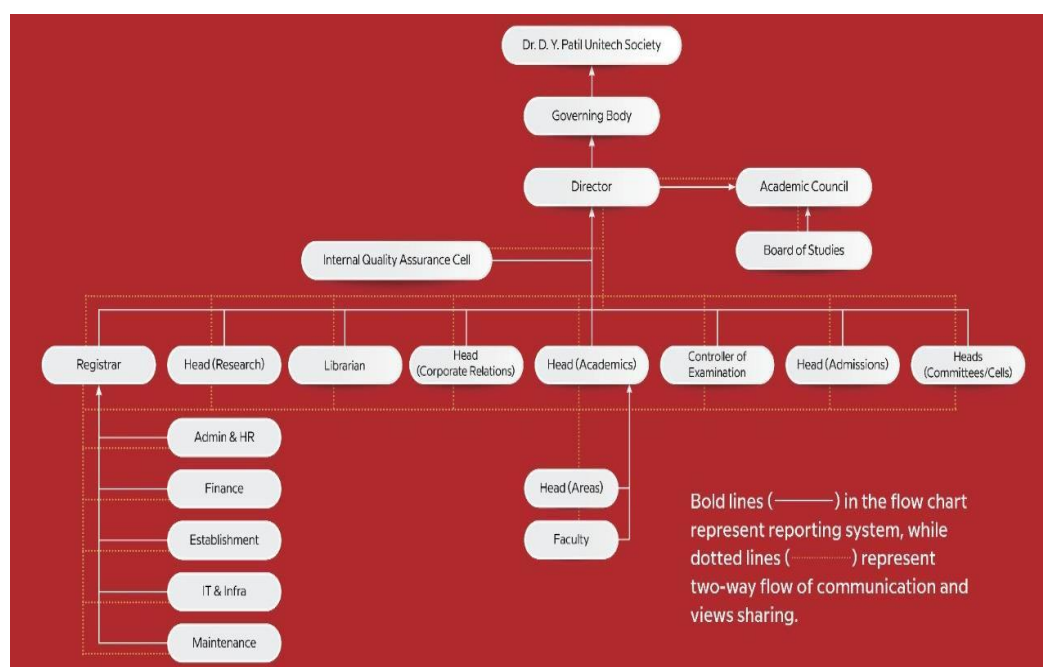 Dr. D. Y. Patil Unitech Society
Governing Body
Director
Academic Council
Internal Quality Assurance Cell
Board of Studies
Registrar
Head (Research)
Librarian
Head
(Corporate Relations)
Head (Academics)
Controller of
Examination
Head (Admissions)
Heads
(Committees/Cells)
Admin & HR
Finance
Establishment
IT & Infra
Maintenance
Head (Areas)
Faculty
Bold lines (———) in the flow chart
represent reporting system, while
dotted lines (............) represent
two-way flow of communication and
views sharing.